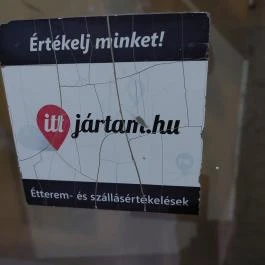 Értékelj minket!
itt jártam.hu
Étterem- és szállásértékelések